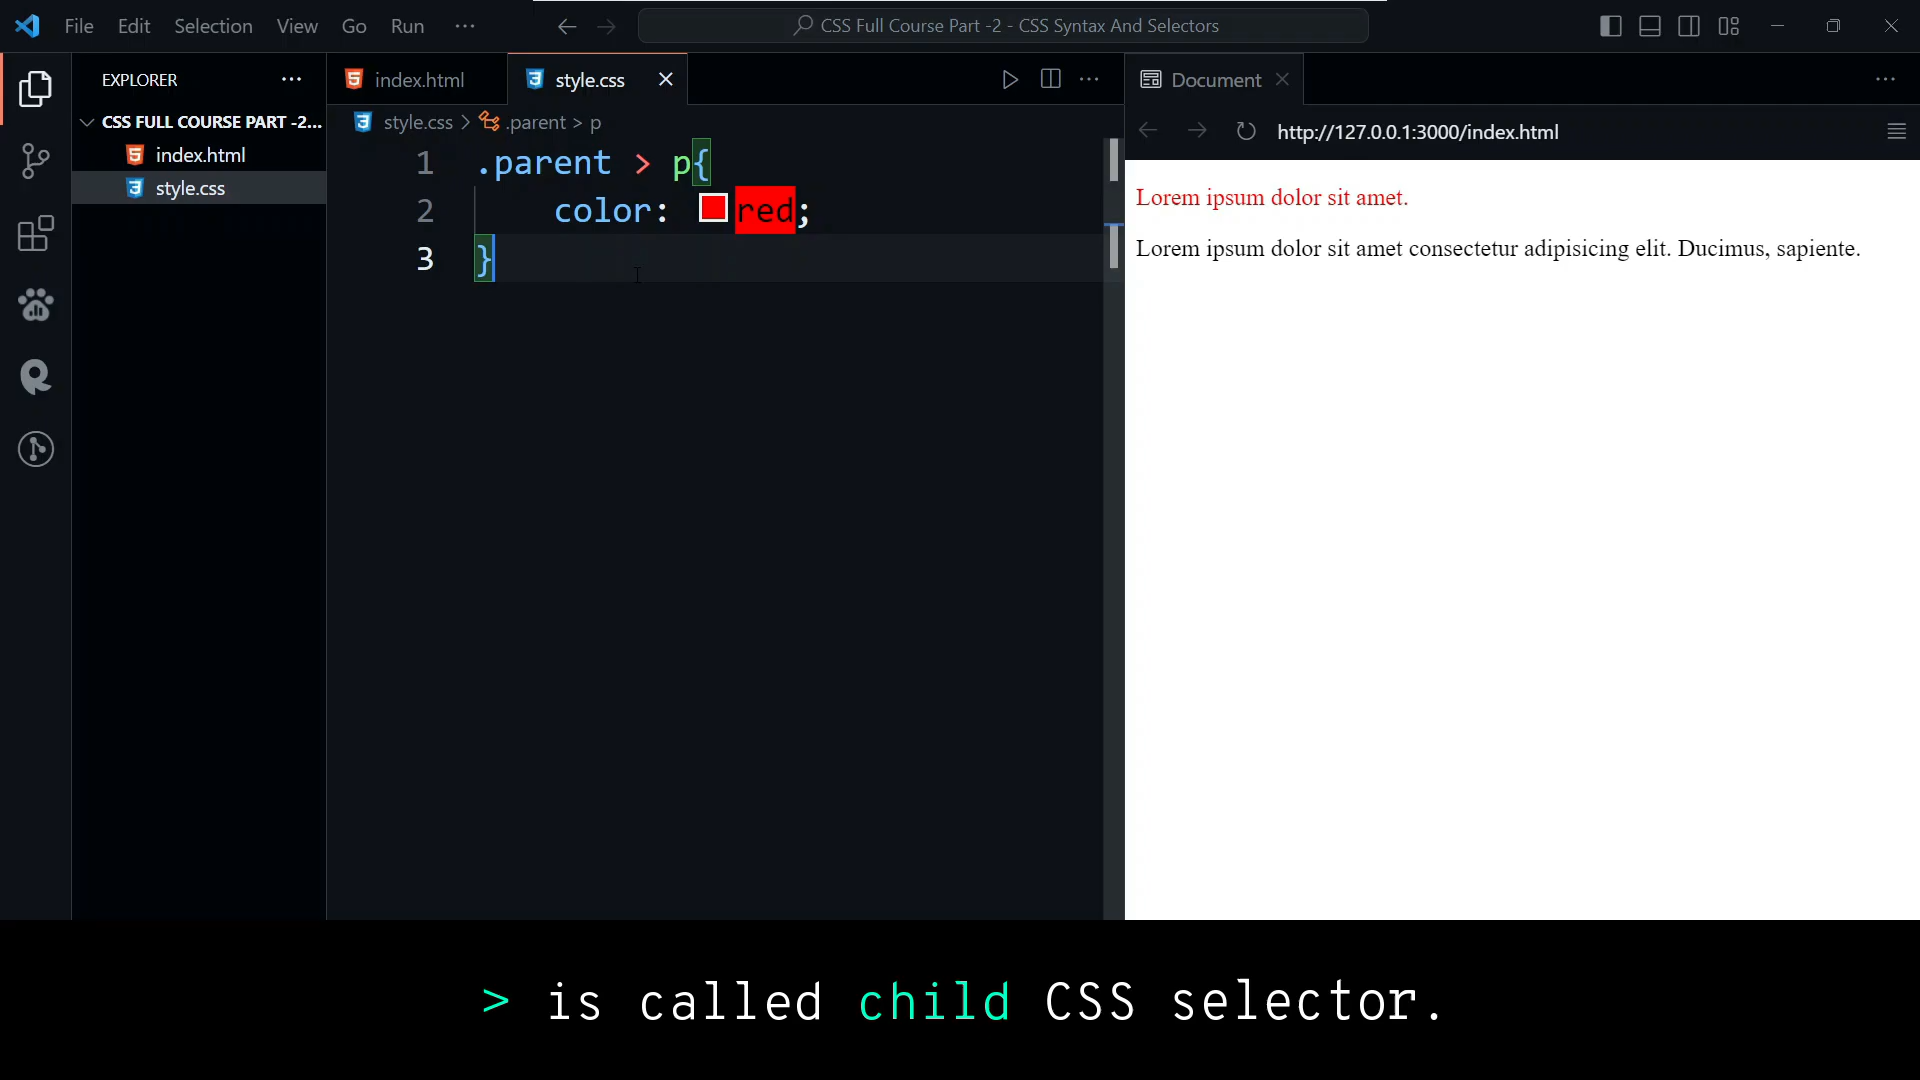 File Edit Selection View Go Run ···
CSS Full Course Part -2 - CSS Syntax And Selectors
EXPLORER ···
CSS FULL COURSE PART -2...
index.html
style.css
index.html style.css
style.css > .parent > p
1 .parent > p{
2 color: red;
3 }
Document
http://127.0.0.1:3000/index.html
Lorem ipsum dolor sit amet.
Lorem ipsum dolor sit amet consectetur adipisicing elit. Ducimus, sapiente.
> is called child CSS selector.